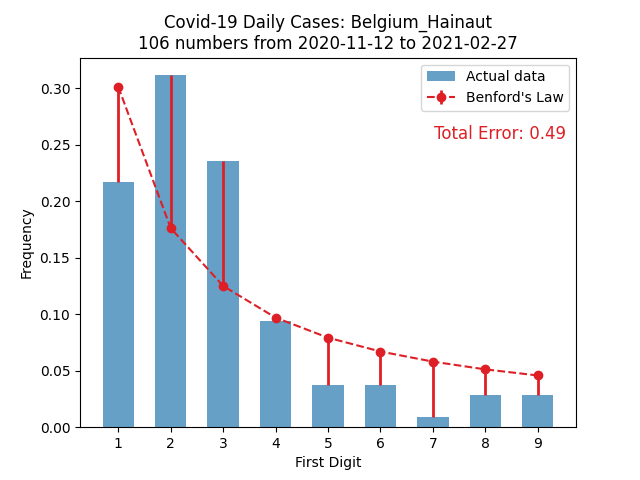 Covid-19 Daily Cases: Belgium_Hainaut
106 numbers from 2020-11-12 to 2021-02-27
Actual data
Benford's Law
Total Error: 0.49
0.30
0.25
0.20
0.15
0.10
0.05
0.00
Frequency
1 2 3 4 5 6 7 8 9
First Digit